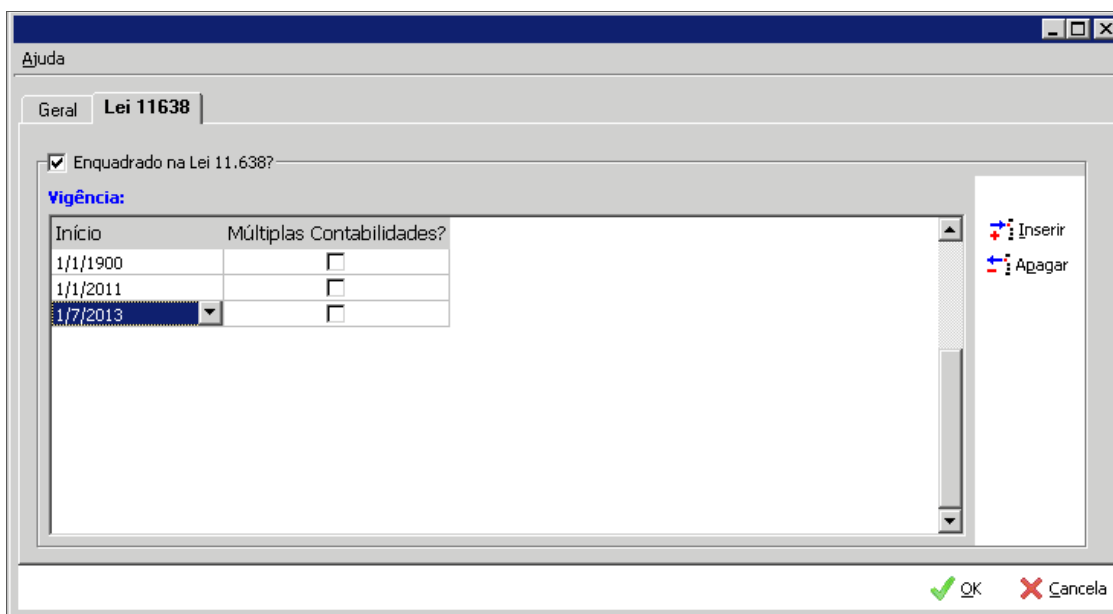 Ajuda
Geral Lei 11638
Enquadrado na Lei 11.638?
Vigência:
Início Múltiplas Contabilidades?
1/1/1900
1/1/2011
1/7/2013
Inserir
Apagar
OK Cancela